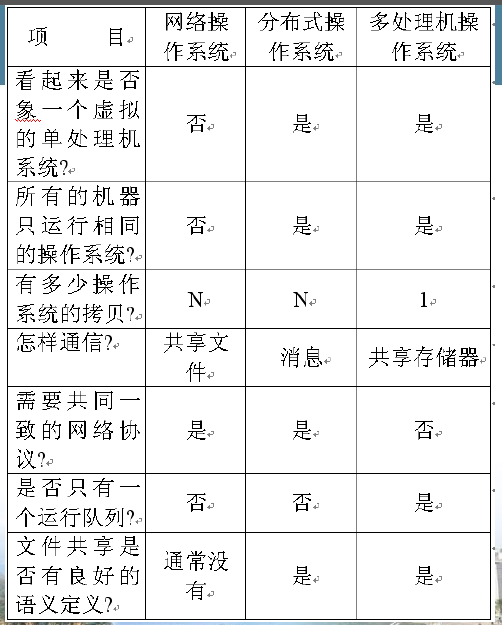 项 目 网络操 分布式操 多处理机操
作系统 作系统 作系统
看起来是否
象一个虚拟
的单处理机
系统?
否 是 是
所有的机器
只运行相同
的操作系统?
否 是 是
有多少操作
系统的拷贝?
N N 1
怎样通信?
共享文
件
消息 共享存储器
需要共同一
致的网络协
议?
是 是 否
是否只有一
个运行队列?
否 否 是
文件共享是
否有良好的
语义定义?
通常没
有
是 是